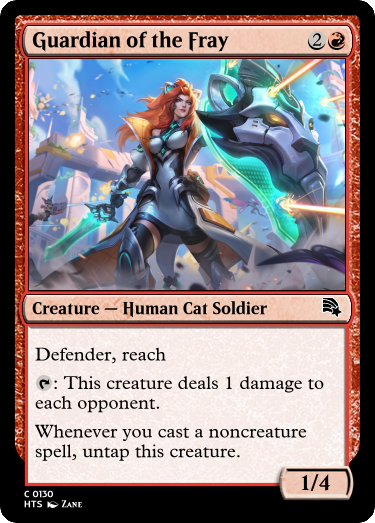 Guardian of the Fray 2
Creature — Human Cat Soldier
Defender, reach
: This creature deals 1 damage to
each opponent.
Whenever you cast a noncreature
spell, untap this creature.
1/4
C 0130
HTS Zane